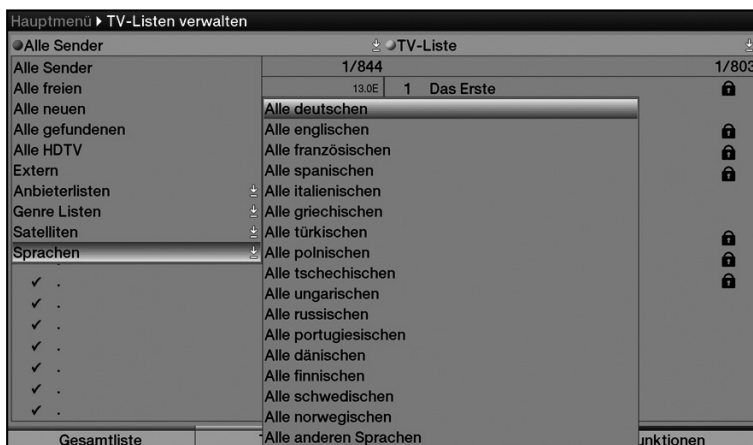 Hauptmenü ▸ TV-Listen verwalten
Alle Sender TV-Liste
Alle Sender 1/844 1/803
Alle freien 13.0E 1 Das Erste
Alle neuen
Alle gefundenen
Alle HDTV
Extern
Anbieterlisten
Genre Listen
Satelliten
Sprachen
Alle deutschen
Alle englischen
Alle französischen
Alle spanischen
Alle italienischen
Alle griechischen
Alle türkischen
Alle polnischen
Alle tschechischen
Alle ungarischen
Alle russischen
Alle portugiesischen
Alle dänischen
Alle finnischen
Alle schwedischen
Alle norwegischen
Alle anderen Sprachen
✓ .
✓ .
✓ .
✓ .
✓ .
✓ .
✓ .
Gesamtliste unktionen